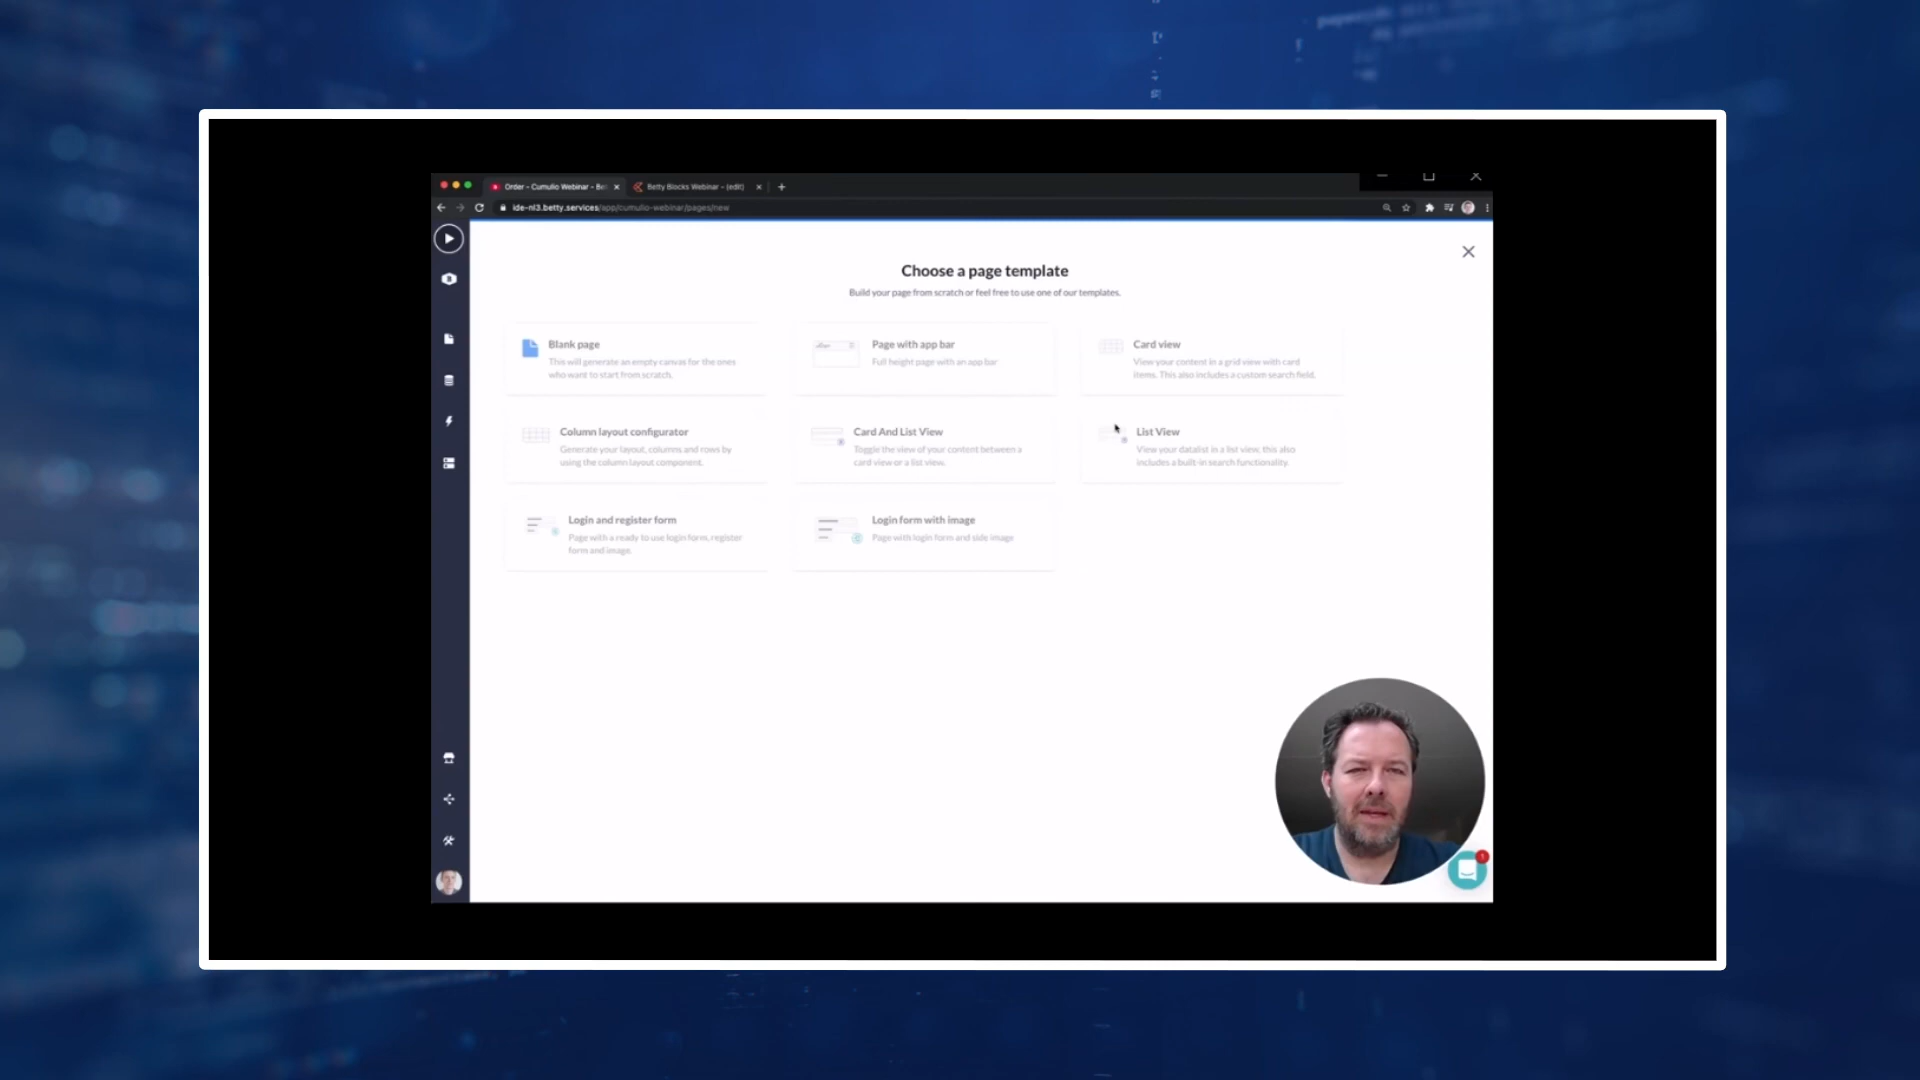 Order - Cumulio Webinar - Be
Betty Blocks Webinar - (edit)
ide-nl3.betty.services/app/cumulio-webinar/pages/new
Choose a page template
Build your page from scratch or feel free to use one of our templates.
Blank page
This will generate an empty canvas for the ones
who want to start from scratch.
Page with app bar
Full height page with an app bar
Card view
View your content in a grid view with card
items. This also includes a custom search field.
Column layout configurator
Generate your layout, columns and rows by
using the column layout component.
Card And List View
Toggle the view of your content between a
card view or a list view.
List View
View your datalist in a list view, this also
includes a built-in search functionality.
Login and register form
Page with a ready to use login form, register
form and image.
Login form with image
Page with login form and side image
1